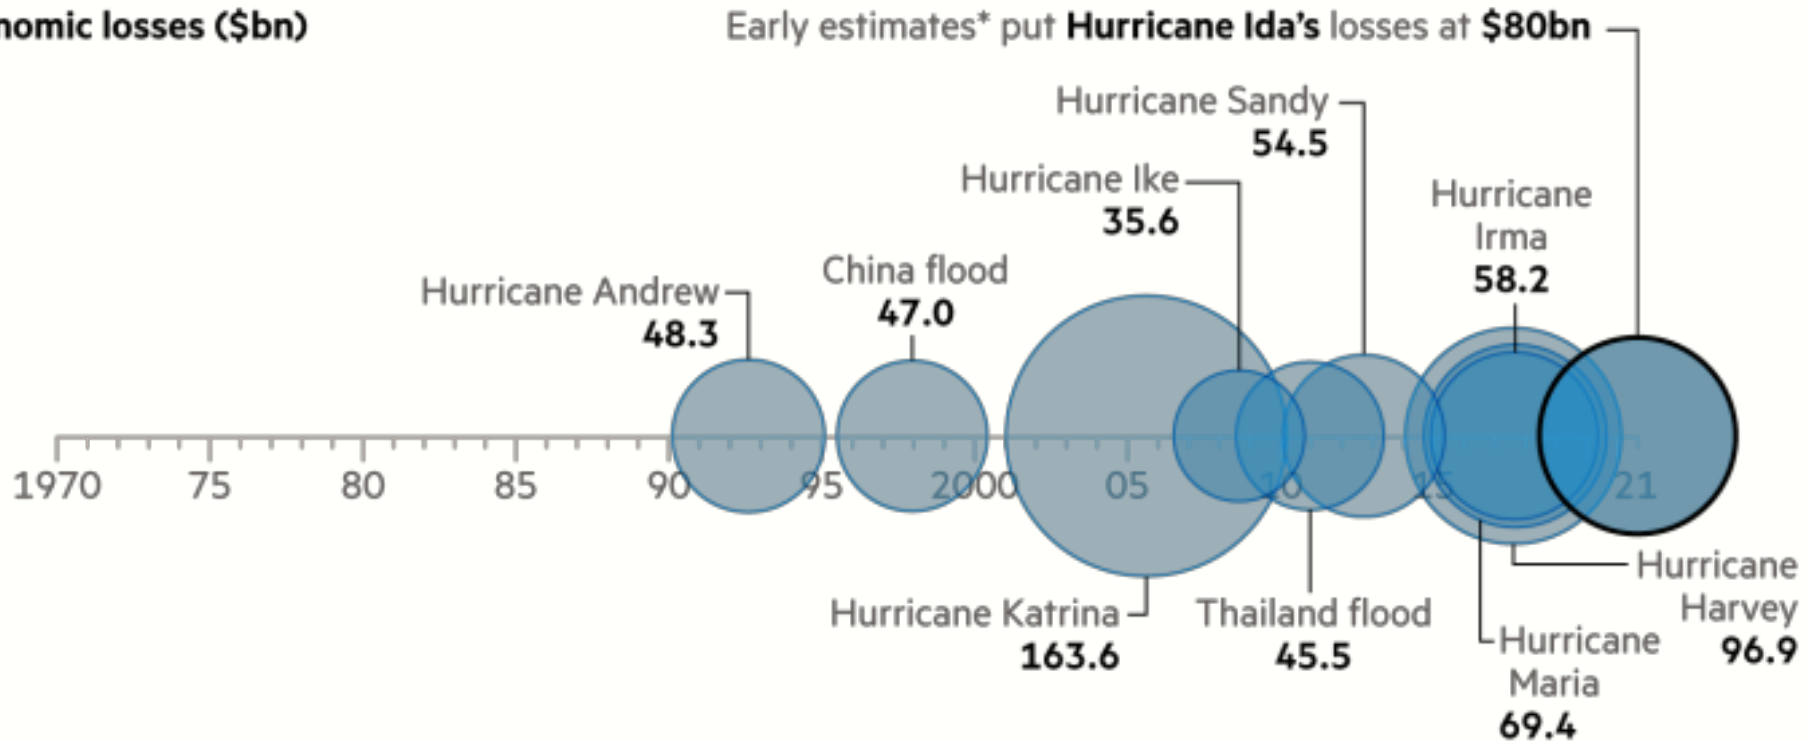 nomic losses ($bn)
Early estimates* put Hurricane Ida's losses at $80bn
Hurricane Sandy
54.5
Hurricane Ike
35.6
Hurricane
Irma
58.2
China flood
47.0
Hurricane Andrew
48.3
1970 75 80 85 90 95 2000 05 10 15 21
Hurricane Katrina
163.6
Thailand flood
45.5
Hurricane
Harvey
96.9
Hurricane
Maria
69.4